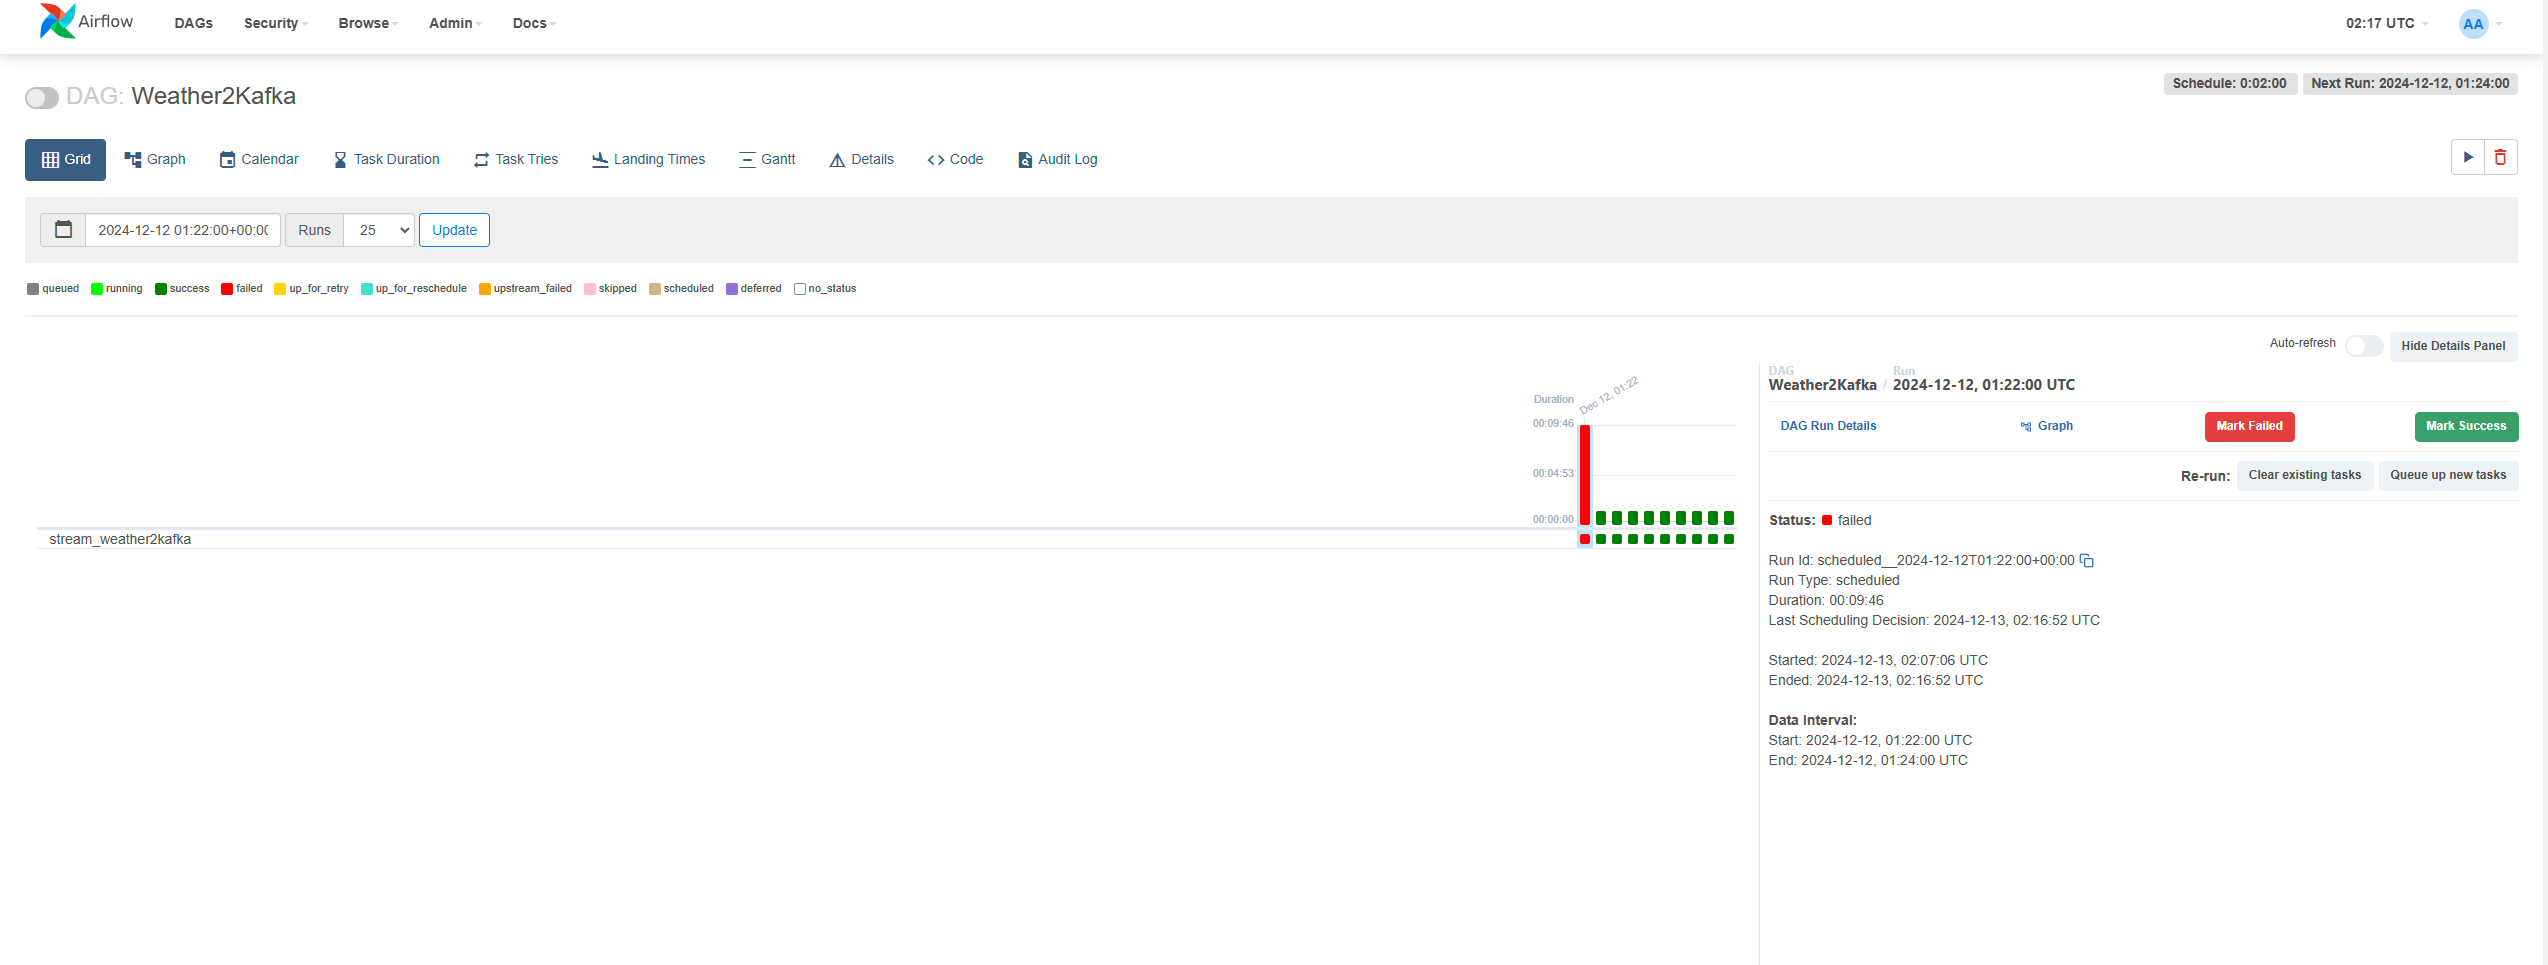 Airflow DAGs Security Browse Admin Docs 02:17 UTC AA
DAG: Weather2Kafka Schedule: 0:02:00 Next Run: 2024-12-12, 01:24:00
Grid Graph Calendar Task Duration Task Tries Landing Times Gantt Details Code Audit Log
2024-12-12 01:22:00+00:00 Runs 25 Update
queued running success failed up_for_retry up_for_reschedule upstream_failed skipped scheduled deferred no_status
Auto-refresh Hide Details Panel
Duration Dec 12, 01:22
00:09:46
00:04:53
00:00:00
stream_weather2kafka
DAG Run
Weather2Kafka / 2024-12-12, 01:22:00 UTC
DAG Run Details Graph Mark Failed Mark Success
Re-run: Clear existing tasks Queue up new tasks
Status: failed
Run Id: scheduled__2024-12-12T01:22:00+00:00
Run Type: scheduled
Duration: 00:09:46
Last Scheduling Decision: 2024-12-13, 02:16:52 UTC
Started: 2024-12-13, 02:07:06 UTC
Ended: 2024-12-13, 02:16:52 UTC
Data Interval:
Start: 2024-12-12, 01:22:00 UTC
End: 2024-12-12, 01:24:00 UTC